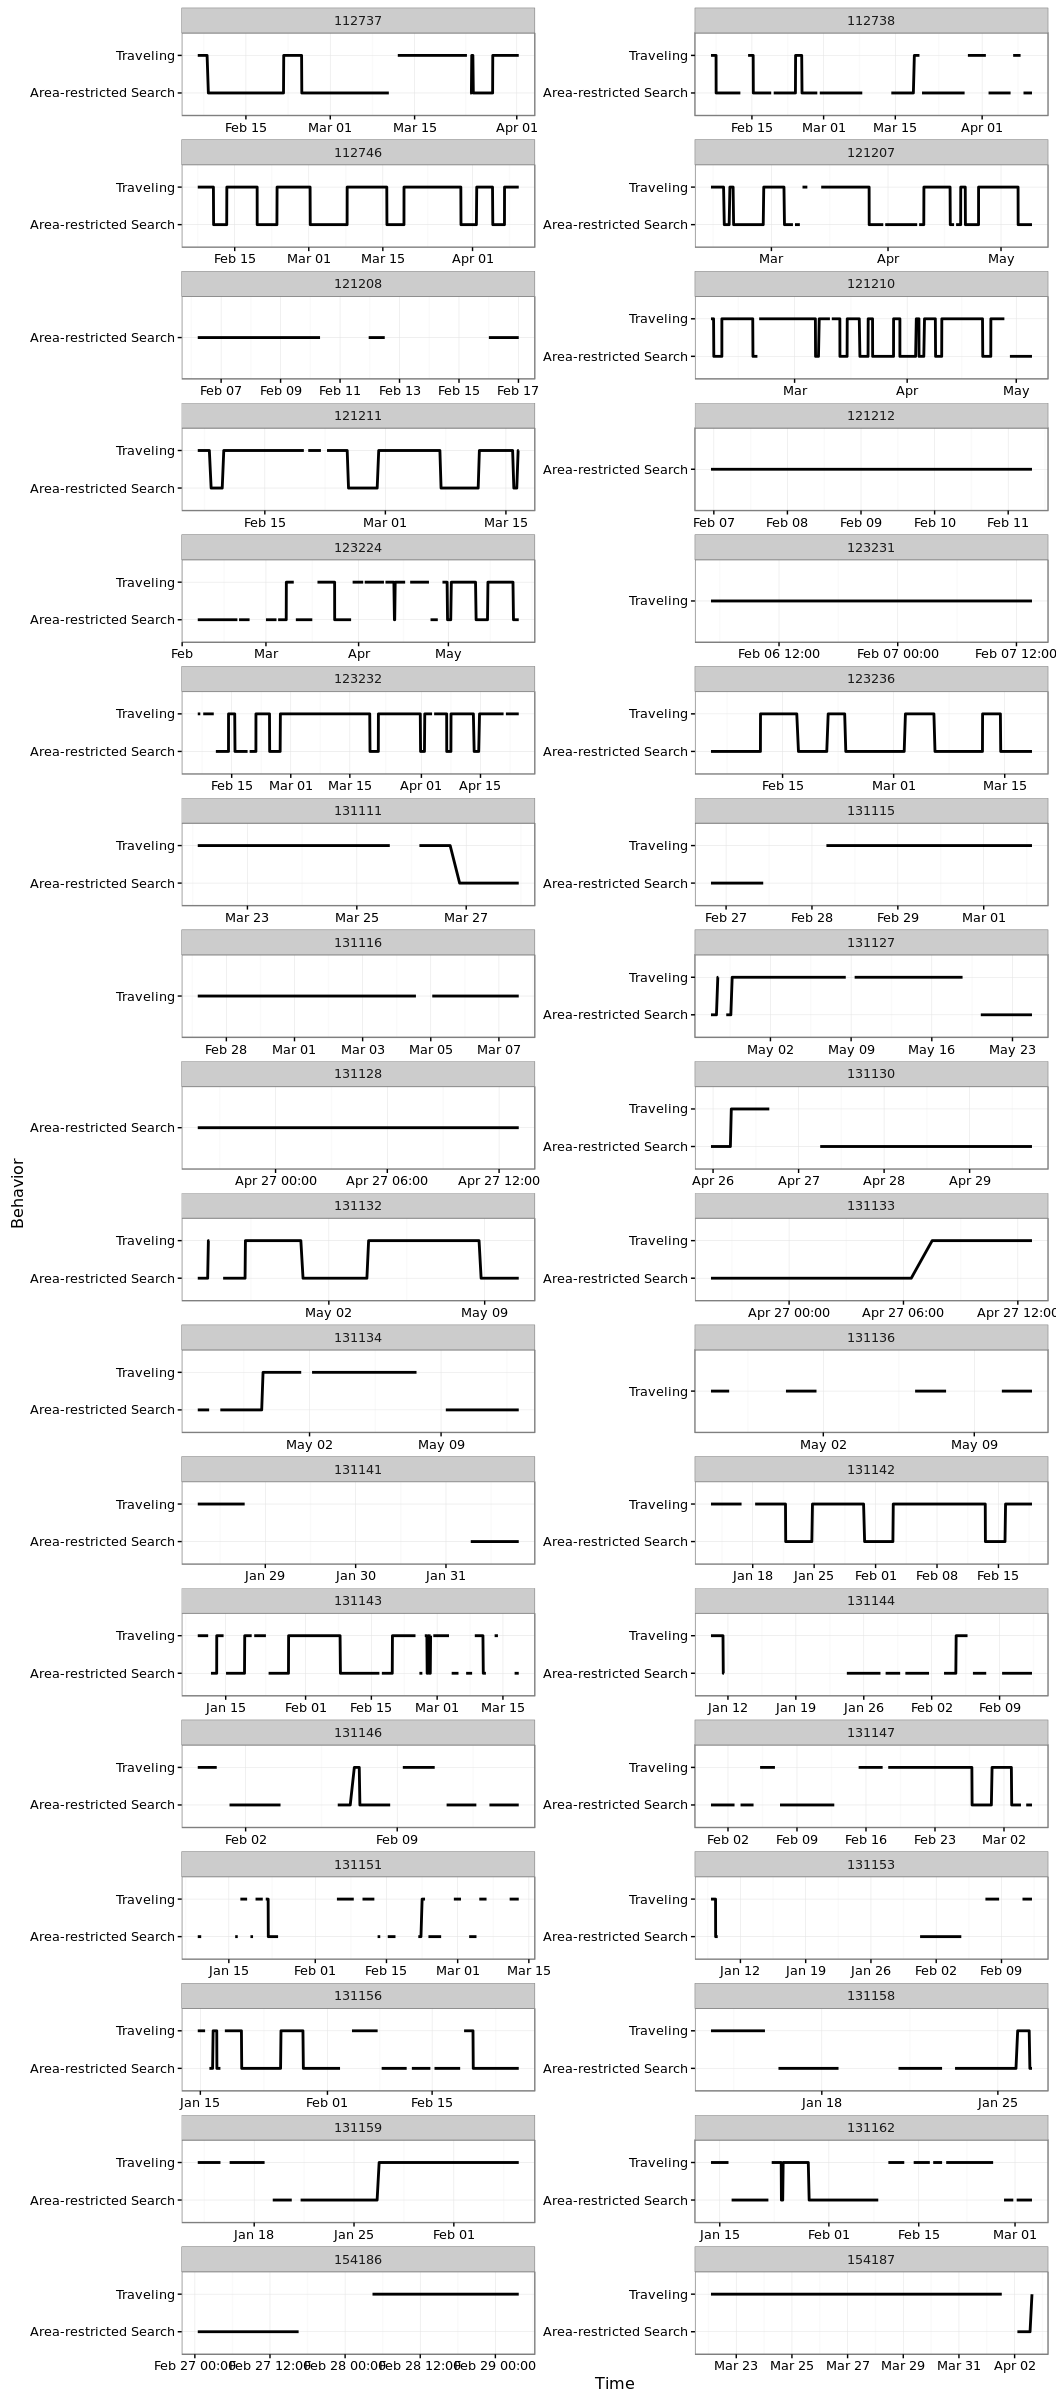 112737 112738
Traveling Traveling
Area-restricted Search Area-restricted Search
Feb 15 Mar 01 Mar 15 Apr 01 Feb 15 Mar 01 Mar 15 Apr 01
112746 121207
Traveling Traveling
Area-restricted Search Area-restricted Search
Feb 15 Mar 01 Mar 15 Apr 01 Mar Apr May
121208 121210
Area-restricted Search Traveling
Area-restricted Search
Feb 07 Feb 09 Feb 11 Feb 13 Feb 15 Feb 17 Mar Apr May
121211 121212
Traveling Area-restricted Search
Area-restricted Search
Feb 15 Mar 01 Mar 15 Feb 07 Feb 08 Feb 09 Feb 10 Feb 11
123224 123231
Traveling Traveling
Area-restricted Search
Feb Mar Apr May Feb 06 12:00 Feb 07 00:00 Feb 07 12:00
123232 123236
Traveling Traveling
Area-restricted Search Area-restricted Search
Feb 15 Mar 01 Mar 15 Apr 01 Apr 15 Feb 15 Mar 01 Mar 15
131111 131115
Traveling Traveling
Area-restricted Search Area-restricted Search
Mar 23 Mar 25 Mar 27 Feb 27 Feb 28 Feb 29 Mar 01
131116 131127
Traveling Traveling
Area-restricted Search
Feb 28 Mar 01 Mar 03 Mar 05 Mar 07 May 02 May 09 May 16 May 23
131128 131130
Area-restricted Search Traveling
Area-restricted Search
Apr 27 00:00 Apr 27 06:00 Apr 27 12:00 Apr 26 Apr 27 Apr 28 Apr 29
Behavior
131132 131133
Traveling Traveling
Area-restricted Search Area-restricted Search
May 02 May 09 Apr 27 00:00 Apr 27 06:00 Apr 27 12:00
131134 131136
Traveling Traveling
Area-restricted Search
May 02 May 09 May 02 May 09
131141 131142
Traveling Traveling
Area-restricted Search Area-restricted Search
Jan 29 Jan 30 Jan 31 Jan 18 Jan 25 Feb 01 Feb 08 Feb 15
131143 131144
Traveling Traveling
Area-restricted Search Area-restricted Search
Jan 15 Feb 01 Feb 15 Mar 01 Mar 15 Jan 12 Jan 19 Jan 26 Feb 02 Feb 09
131146 131147
Traveling Traveling
Area-restricted Search Area-restricted Search
Feb 02 Feb 09 Feb 02 Feb 09 Feb 16 Feb 23 Mar 02
131151 131153
Traveling Traveling
Area-restricted Search Area-restricted Search
Jan 15 Feb 01 Feb 15 Mar 01 Mar 15 Jan 12 Jan 19 Jan 26 Feb 02 Feb 09
131156 131158
Traveling Traveling
Area-restricted Search Area-restricted Search
Jan 15 Feb 01 Feb 15 Jan 18 Jan 25
131159 131162
Traveling Traveling
Area-restricted Search Area-restricted Search
Jan 18 Jan 25 Feb 01 Jan 15 Feb 01 Feb 15 Mar 01
154186 154187
Traveling Traveling
Area-restricted Search Area-restricted Search
Feb 27 00:00 Feb 27 12:00 Feb 28 00:00 Feb 28 12:00 Feb 29 00:00 Mar 23 Mar 25 Mar 27 Mar 29 Mar 31 Apr 02
Time